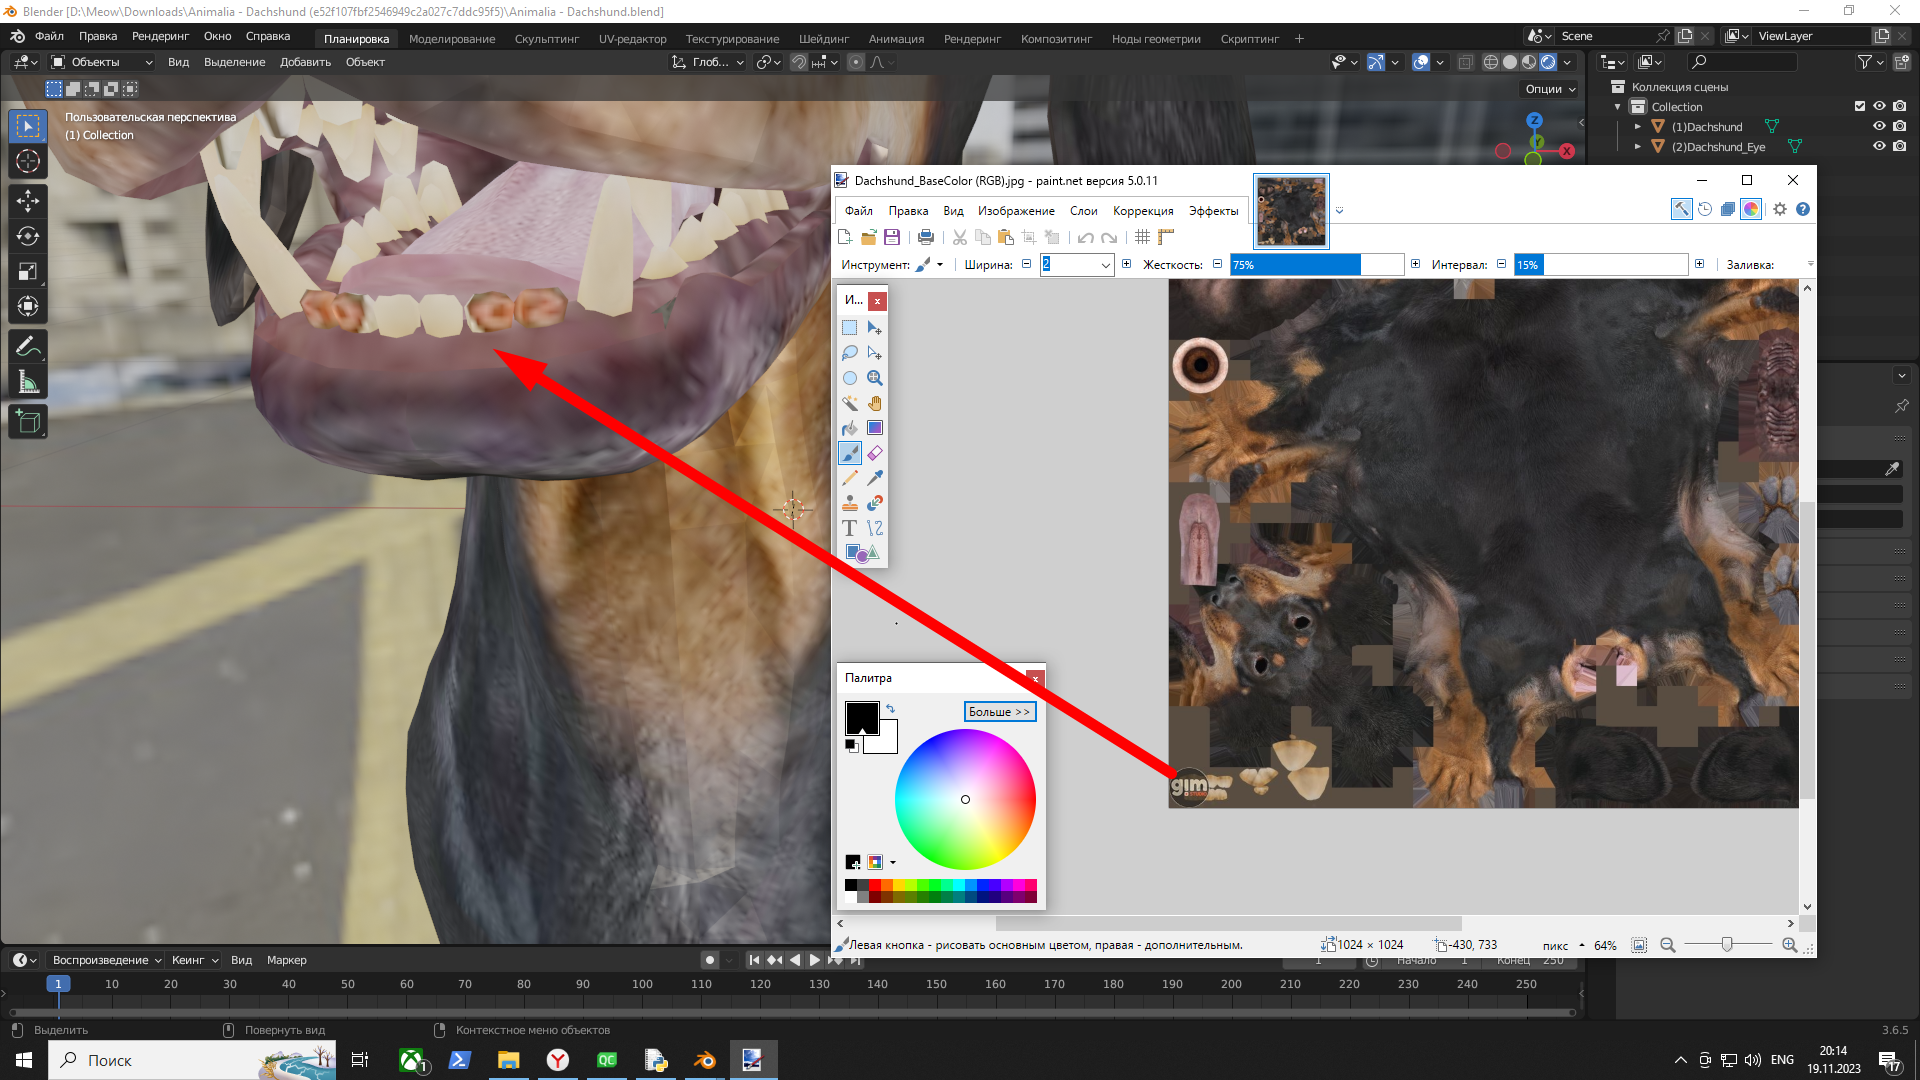 Blender [D:\Meow\Downloads\Animalia - Dachshund (e52f107fbf2546949c2a027c7ddc95f5)\Animalia - Dachshund.blend]
Файл Правка Рендеринг Окно Справка
Планировка Моделирование Скульптинг UV-редактор Текстурирование Шейдинг Анимация Рендеринг Композитинг Ноды геометрии Скриптинг +
Scene ViewLayer
Объекты Вид Выделение Добавить Объект Глоб...
Опции
Пользовательская перспектива
(1) Collection
Z
Y
X
Коллекция сцены
Collection
(1)Dachshund
(2)Dachshund_Eye
Dachshund_BaseColor (RGB).jpg - paint.net версия 5.0.11
Файл Правка Вид Изображение Слои Коррекция Эффекты
Инструмент: Ширина: 2 Жесткость: 75% Интервал: 15% Заливка:
И... x
T
Палитра x
Больше >>
gim
STUDIO
Левая кнопка - рисовать основным цветом, правая - дополнительным.
1024 × 1024 -430, 733 пикс 64%
Воспроизведение Кеинг Вид Маркер
1 Начало 1 Конец 250
1 10 20 30 40 50 60 70 80 90 100 110 120 130 140 150 160 170 180 190 200 210 220 230 240 250
Выделить Повернуть вид Контекстное меню объектов
3.6.5
Поиск
1
QC
ENG
20:14
19.11.2023
17